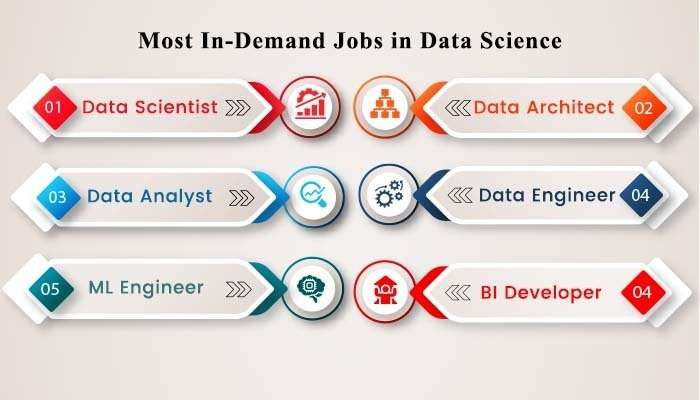 Most In-Demand Jobs in Data Science
01 Data Scientist
Data Architect 02
03 Data Analyst
Data Engineer 04
05 ML Engineer
BI Developer 04